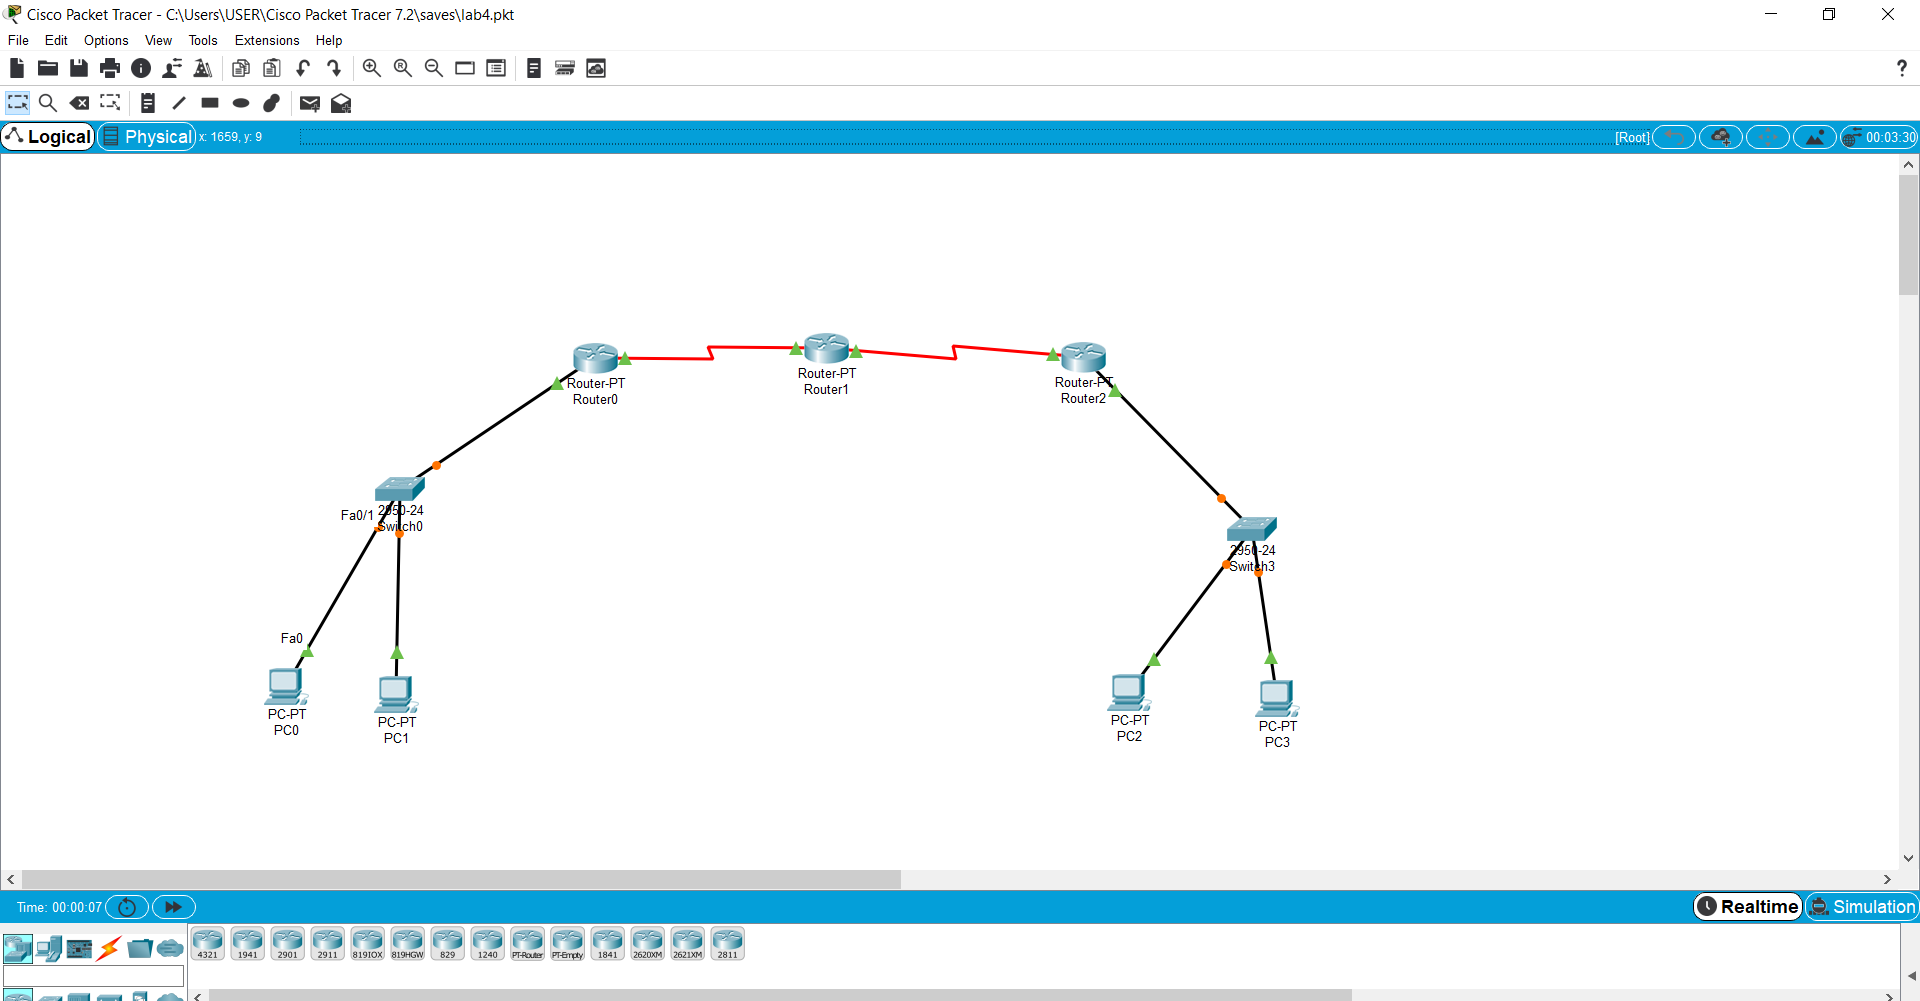 Cisco Packet Tracer - C:\Users\USER\Cisco Packet Tracer 7.2\saves\lab4.pkt
File Edit Options View Tools Extensions Help
?
Logical Physical x: 1659, y: 9 [Root] 00:03:30
Router-PT
Router0
Router-PT
Router1
Router-PT
Router2
Fa0/1
2950-24
Switch0
2950-24
Switch3
Fa0
PC-PT
PC0
PC-PT
PC1
PC-PT
PC2
PC-PT
PC3
Time: 00:00:07 Realtime Simulation
4321 1941 2901 2911 819IOX 819HGW 829 1240 PT-Router PT-Empty 1841 2620XM 2621XM 2811